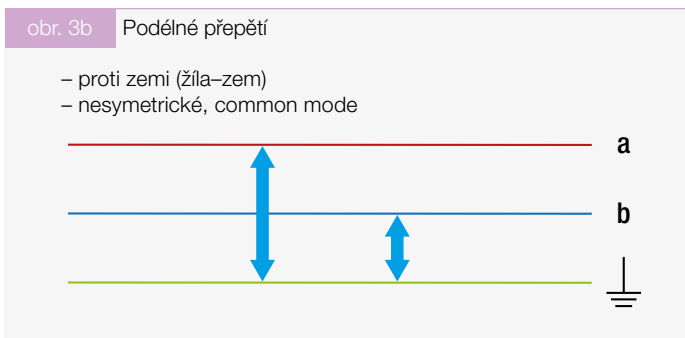 obr. 3b Podélné přepětí
– proti zemi (žíla–zem)
– nesymetrické, common mode
a
b